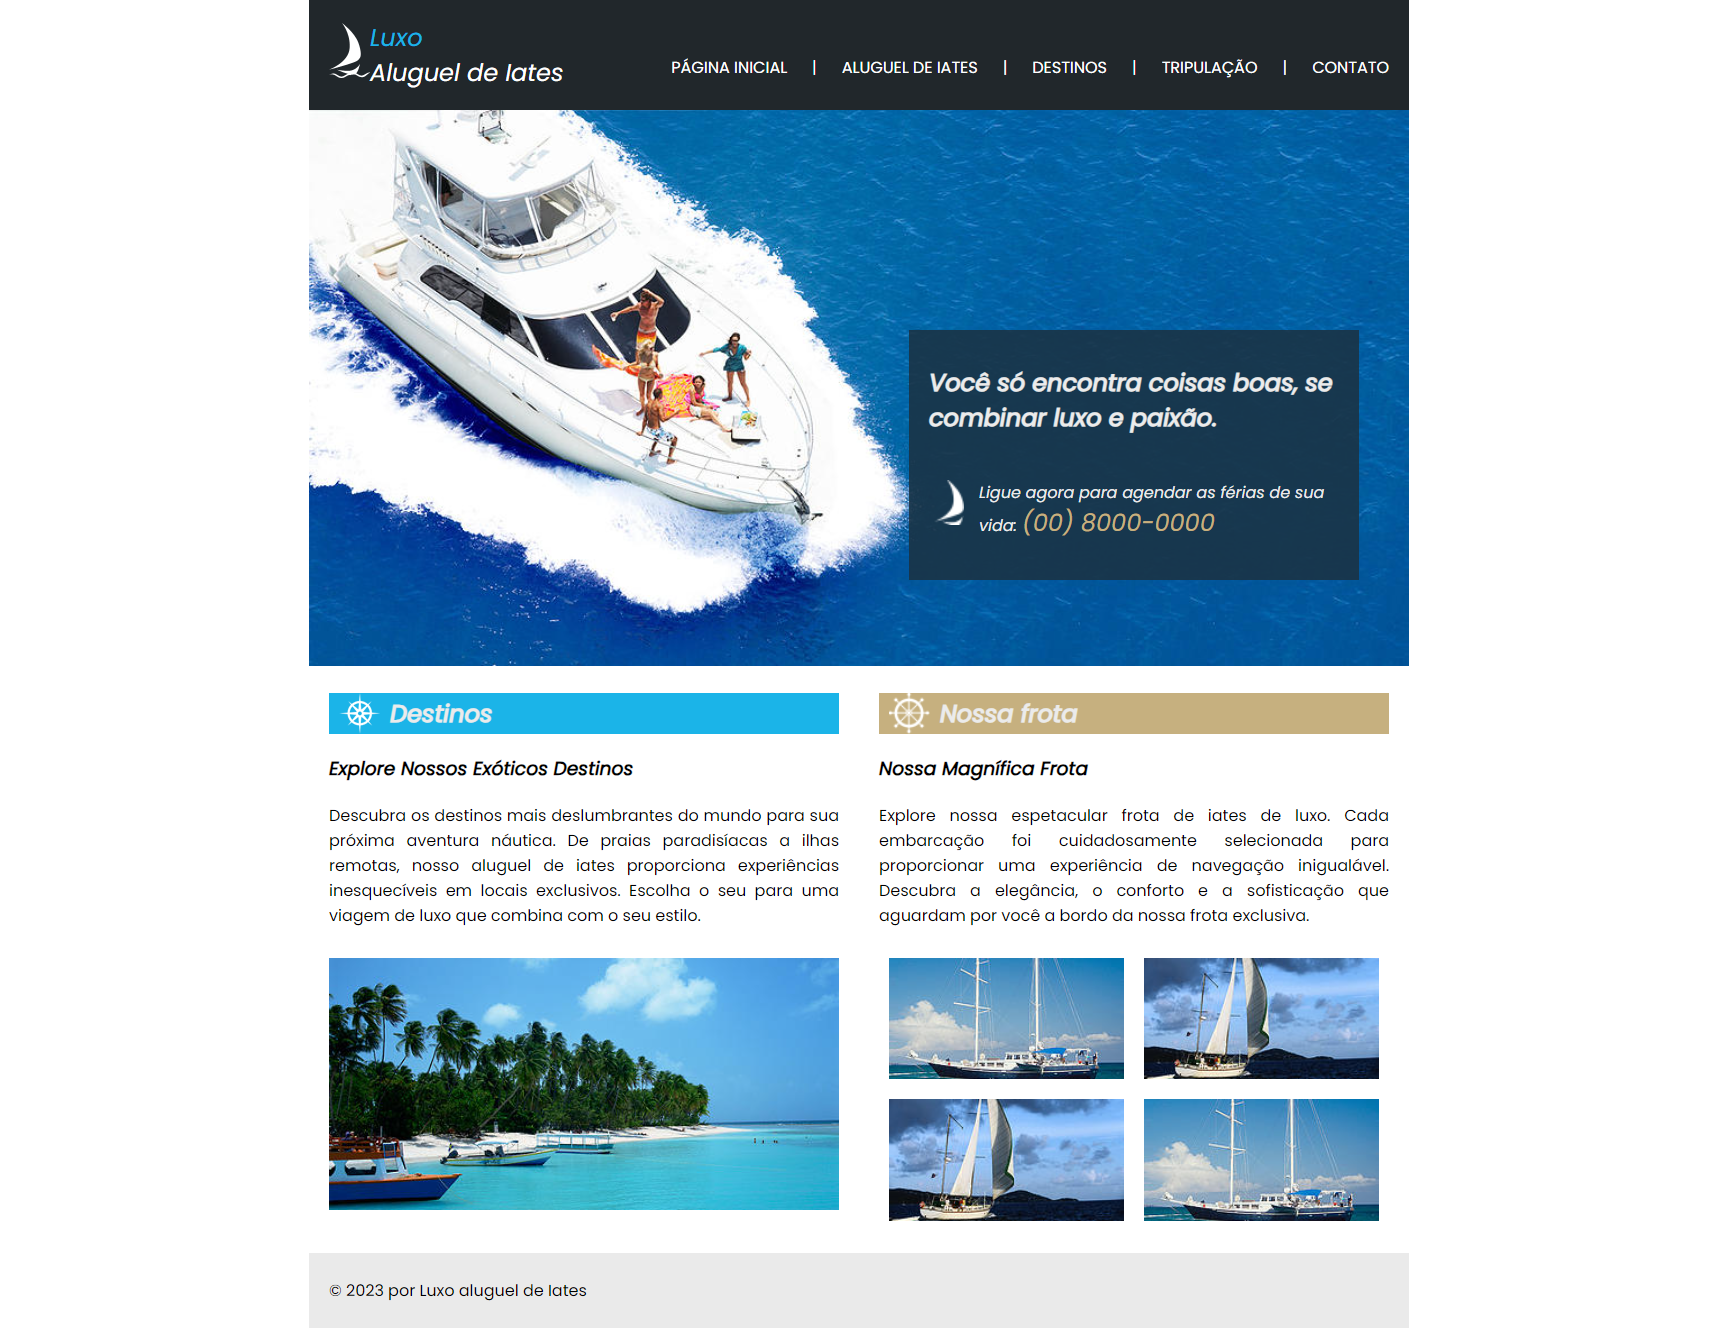 Luxo
Aluguel de Iates
PÁGINA INICIAL | ALUGUEL DE IATES | DESTINOS | TRIPULAÇÃO | CONTATO
Você só encontra coisas boas, se
combinar luxo e paixão.
Ligue agora para agendar as férias de sua
vida: (00) 8000-0000
Destinos
Explore Nossos Exóticos Destinos
Descubra os destinos mais deslumbrantes do mundo para sua
próxima aventura náutica. De praias paradisíacas a ilhas
remotas, nosso aluguel de iates proporciona experiências
inesquecíveis em locais exclusivos. Escolha o seu para uma
viagem de luxo que combina com o seu estilo.
Nossa frota
Nossa Magnífica Frota
Explore nossa espetacular frota de iates de luxo. Cada
embarcação foi cuidadosamente selecionada para
proporcionar uma experiência de navegação inigualável.
Descubra a elegância, o conforto e a sofisticação que
aguardam por você a bordo da nossa frota exclusiva.
© 2023 por Luxo aluguel de Iates